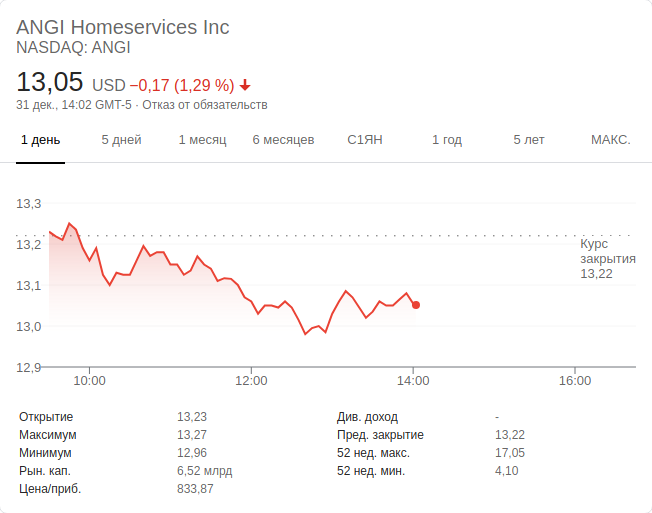 ANGI Homeservices Inc
NASDAQ: ANGI
13,05 USD −0,17 (1,29 %)
31 дек., 14:02 GMT-5 · Отказ от обязательств
1 день 5 дней 1 месяц 6 месяцев С1ЯН 1 год 5 лет МАКС.
13,3
13,2
13,1
13,0
12,9
Курс
закрытия
13,22
10:00 12:00 14:00 16:00
Открытие 13,23 Див. доход -
Максимум 13,27 Пред. закрытие 13,22
Минимум 12,96 52 нед. макс. 17,05
Рын. кап. 6,52 млрд 52 нед. мин. 4,10
Цена/приб. 833,87